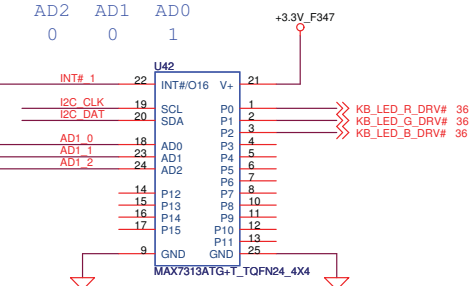 AD2 AD1 AD0
0 0 1
+3.3V_F347
U42
INT#_1 22 INT#/O16 V+ 21
I2C_CLK 19 SCL P0 1 KB_LED_R_DRV# 36
I2C_DAT 20 SDA P1 2 KB_LED_G_DRV# 36
P2 3 KB_LED_B_DRV# 36
AD1_0 18 AD0 P3 4
AD1_1 23 AD1 P4 5
AD1_2 24 AD2 P5 6
P6 7
14 P12 P7 8
15 P13 P8 10
16 P14 P9 11
17 P15 P10 12
P11 13
9 GND GND 25
MAX7313ATG+T_TQFN24_4X4